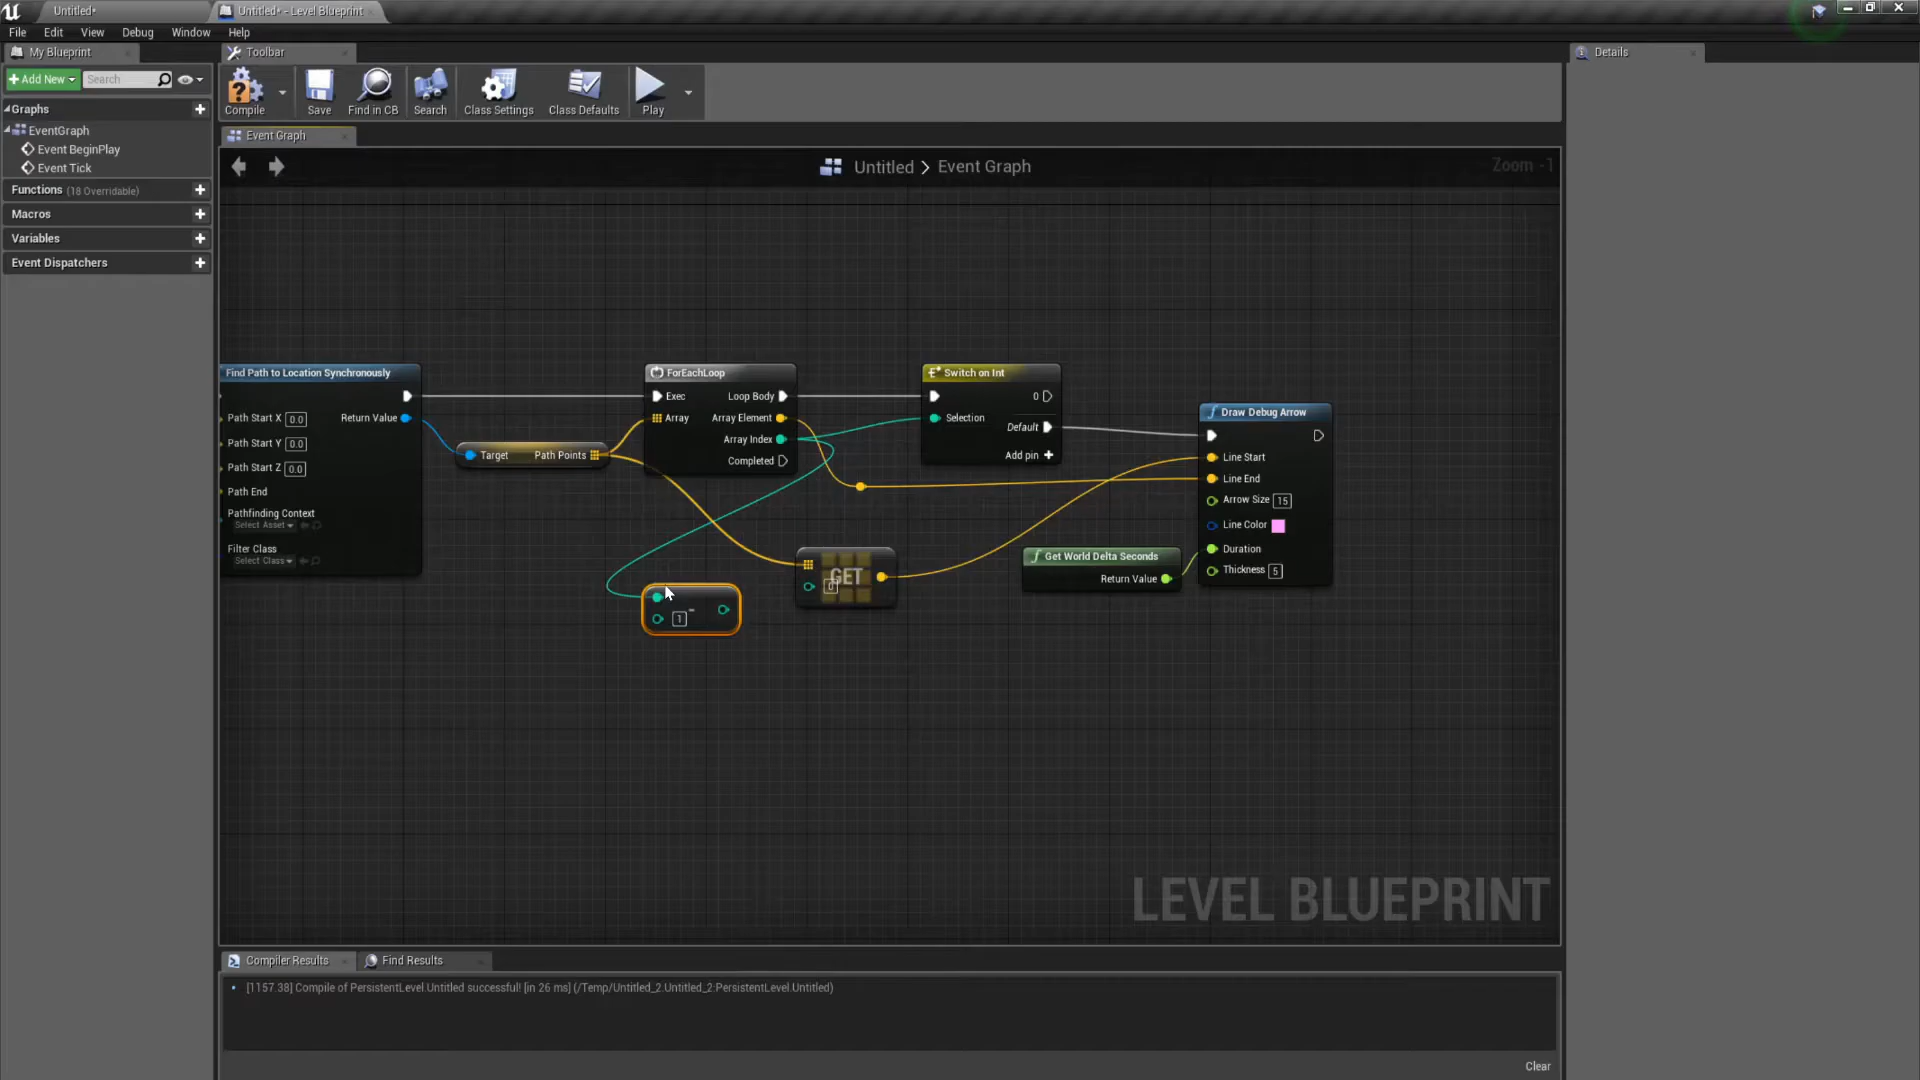 Untitled*
Untitled* - Level Blueprint
File Edit View Debug Window Help
My Blueprint
Toolbar
Details
Add New
Search
Compile
Save
Find in CB
Search
Class Settings
Class Defaults
Play
Graphs
EventGraph
Event BeginPlay
Event Tick
Functions (18 Overridable)
Macros
Variables
Event Dispatchers
Event Graph
Untitled > Event Graph
Zoom -1
Find Path to Location Synchronously
Path Start X 0.0
Return Value
Path Start Y 0.0
Path Start Z 0.0
Path End
Pathfinding Context
Select Asset
Filter Class
Select Class
Target Path Points
ForEachLoop
Exec Loop Body
Array Array Element
Array Index
Completed
Switch on Int
0
Selection
Default
Add pin +
Draw Debug Arrow
Line Start
Line End
Arrow Size 15
Line Color
Duration
Thickness 5
Get World Delta Seconds
Return Value
GET
0
-
1
LEVEL BLUEPRINT
Compiler Results
Find Results
[1157.38] Compile of PersistentLevel.Untitled successful! [in 26 ms] (/Temp/Untitled_2.Untitled_2:PersistentLevel.Untitled)
Clear